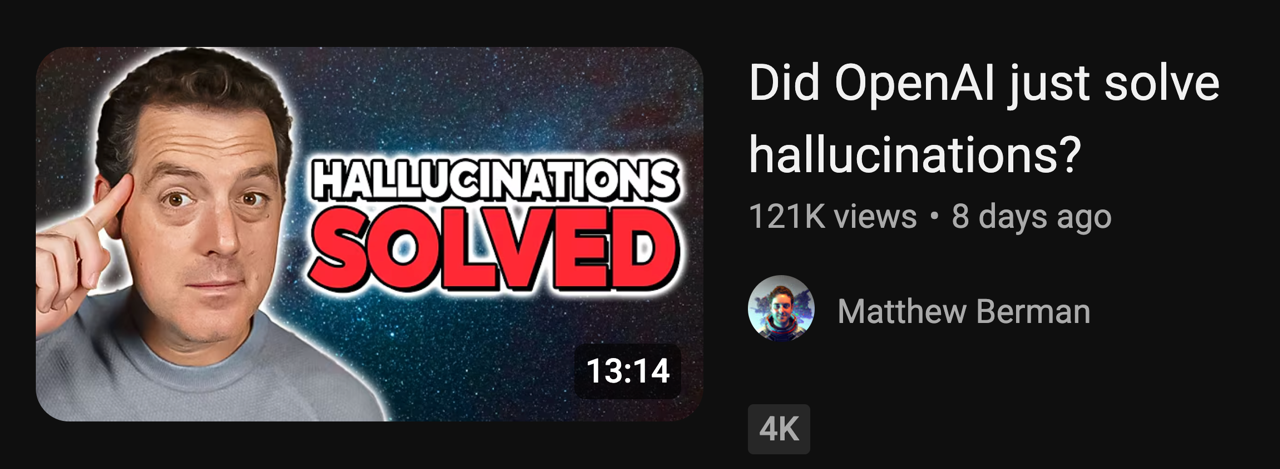 HALLUCINATIONS
SOLVED
13:14
Did OpenAI just solve
hallucinations?
121K views • 8 days ago
Matthew Berman
4K